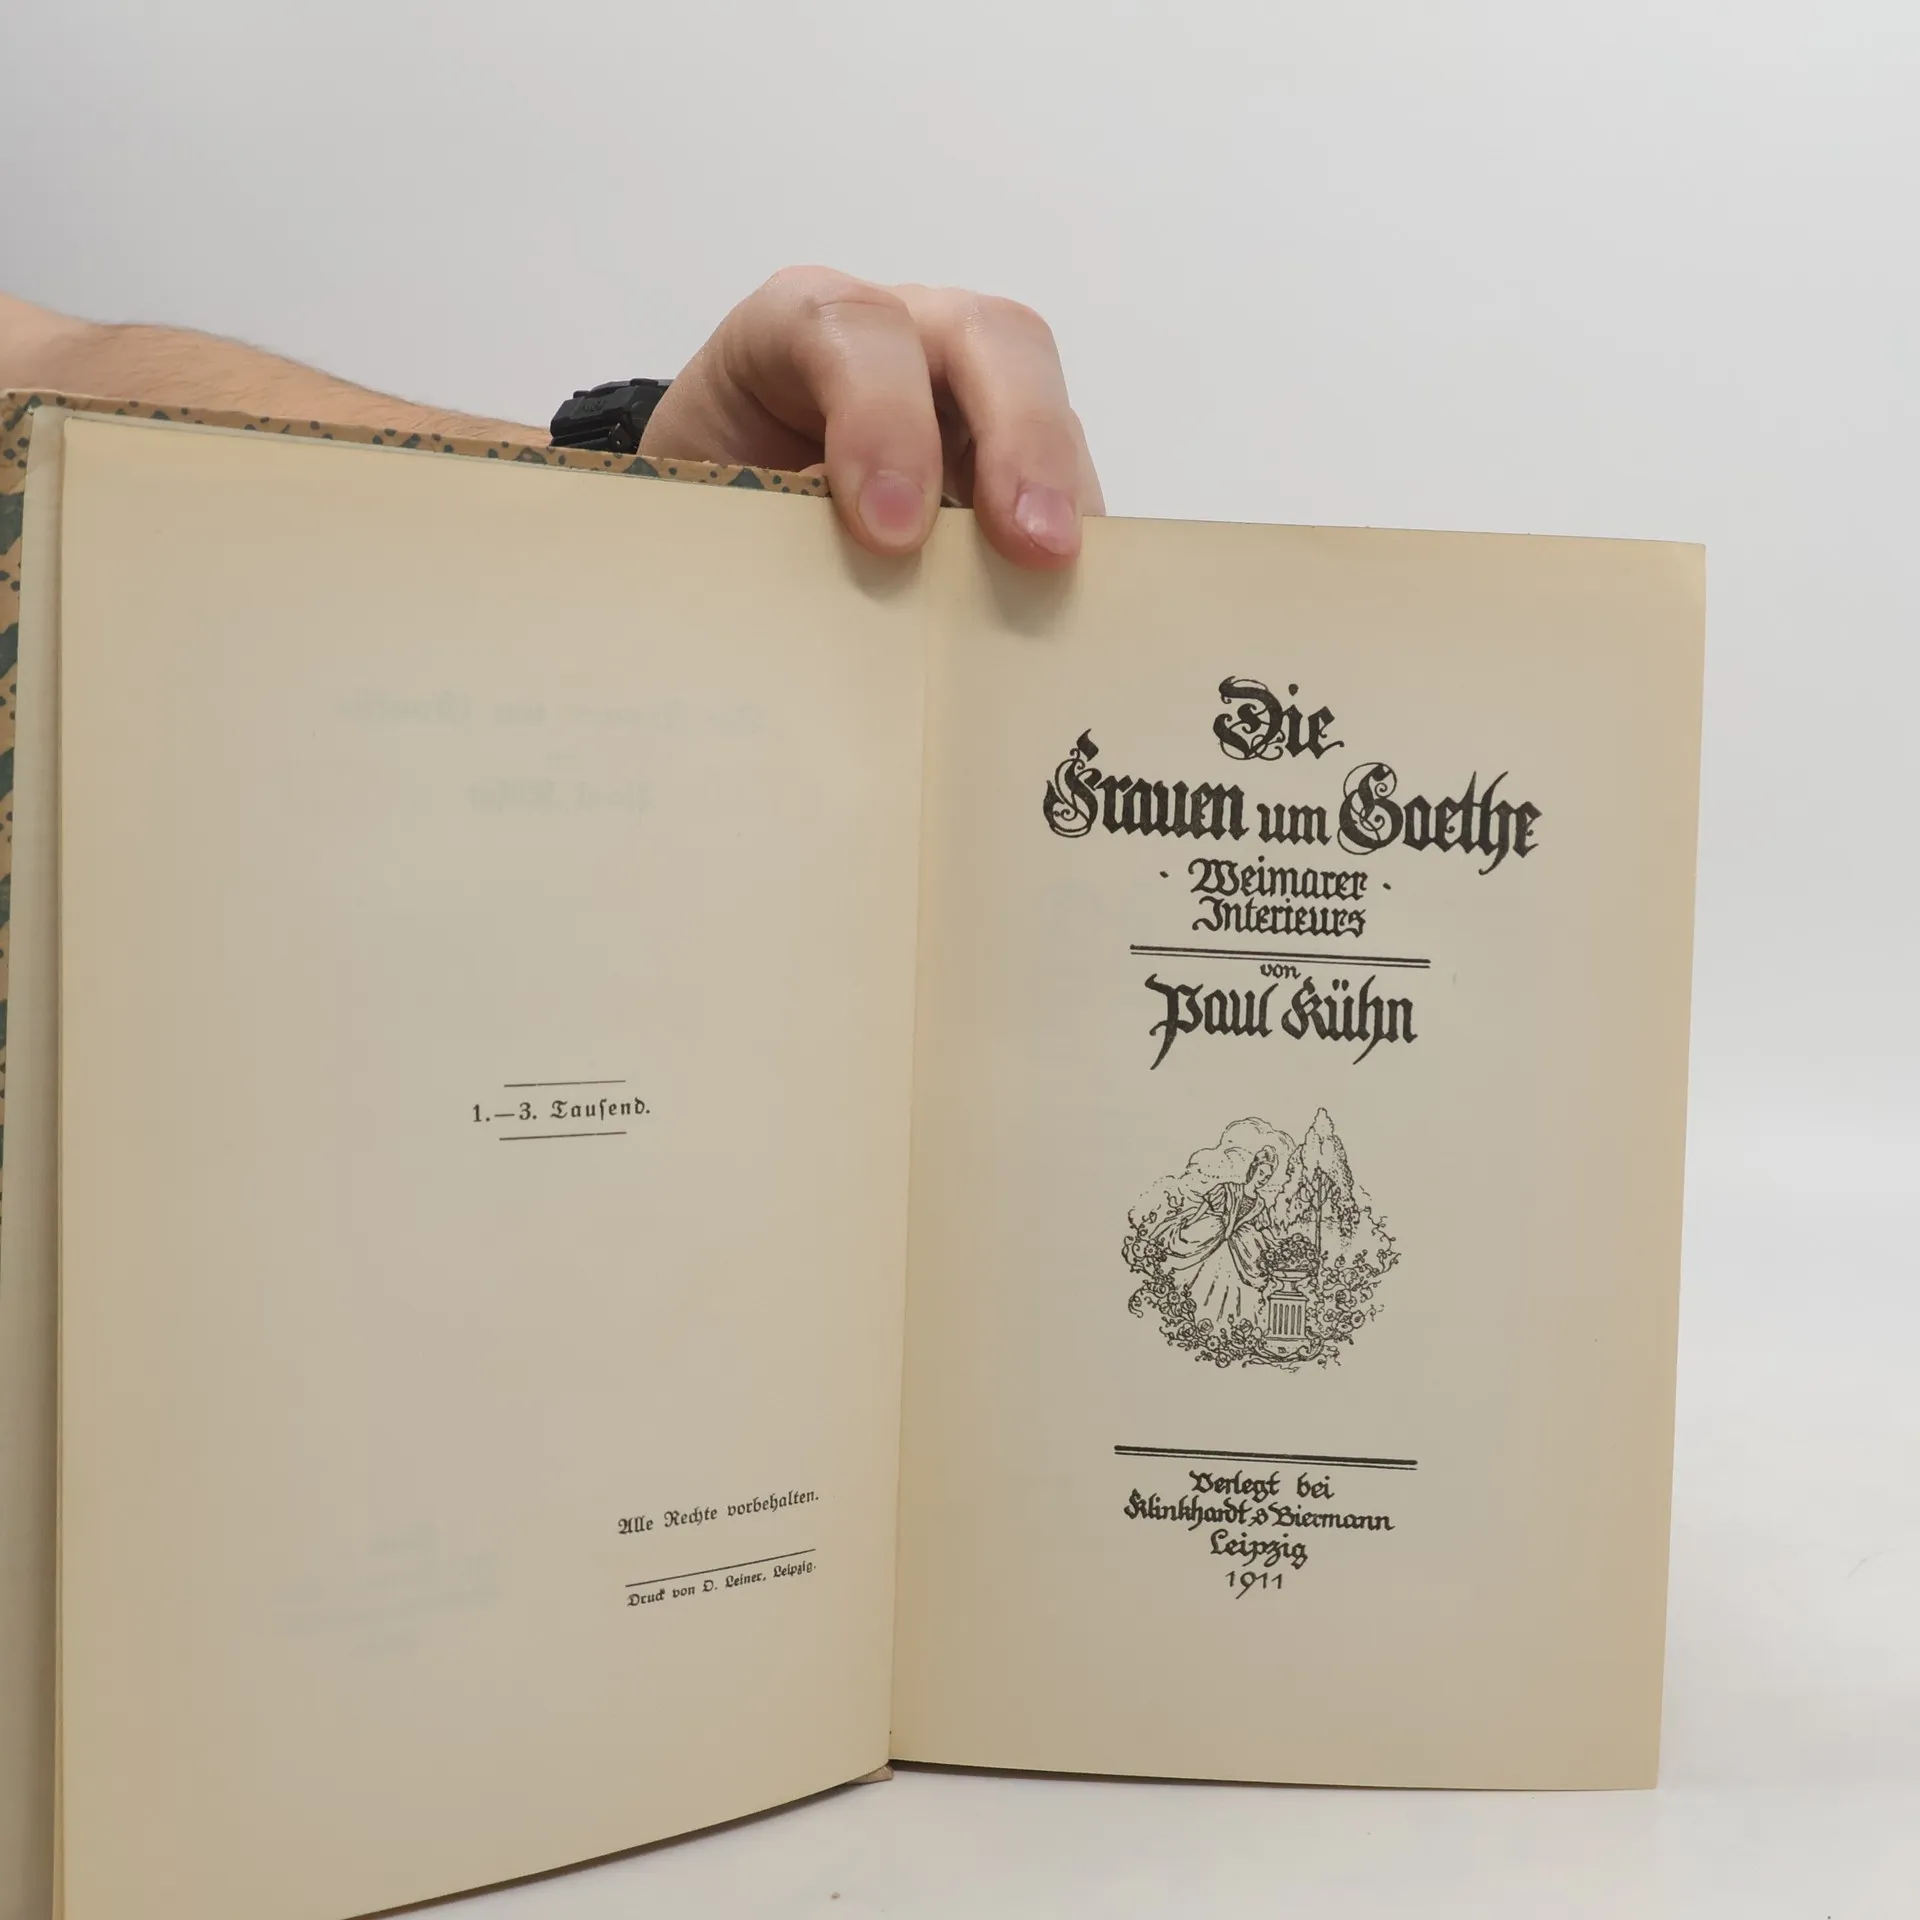 1.—3. Tauſend.
Alle Rechte vorbehalten.
Druck von O. Leiner, Leipzig.
Die
Frauen um Goethe
· Weimarer ·
Interieurs
von
Paul Kühn
Verlegt bei
Klinkhardt & Biermann
Leipzig
1911